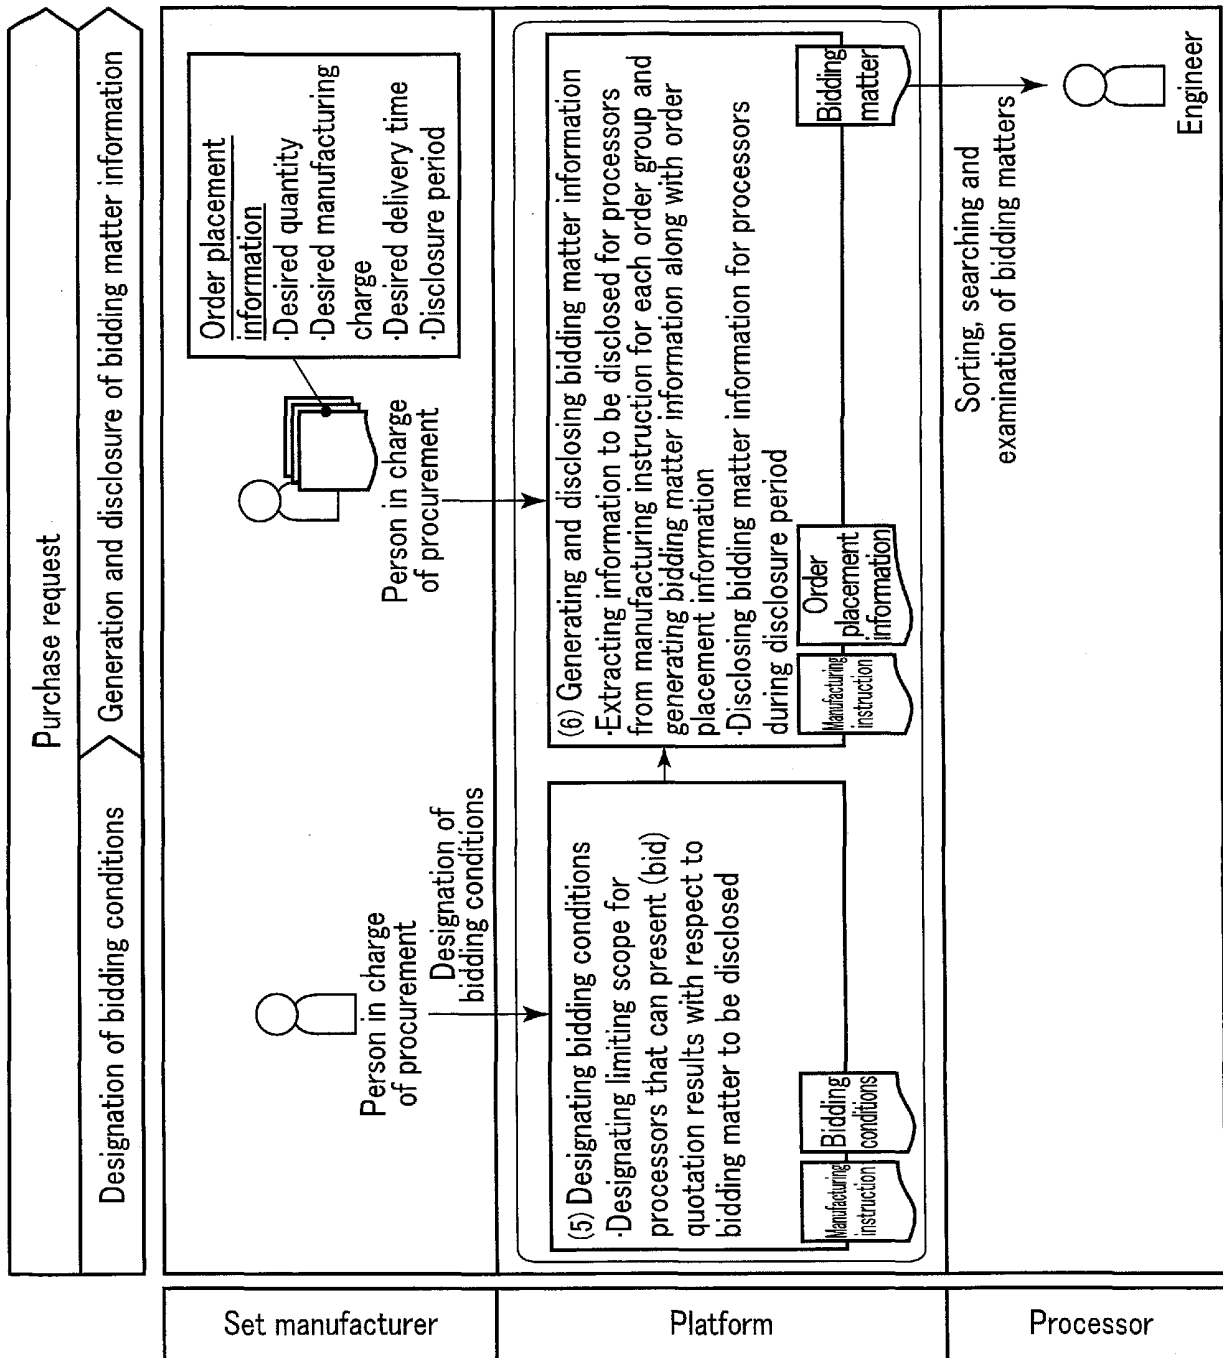 Purchase request
Designation of bidding conditions
Generation and disclosure of bidding matter information
Set manufacturer
Person in charge
of procurement
Designation of
bidding conditions
Person in charge
of procurement
Order placement
information
·Desired quantity
·Desired manufacturing
charge
·Desired delivery time
·Disclosure period
Platform
(5) Designating bidding conditions
·Designating limiting scope for
processors that can present (bid)
quotation results with respect to
bidding matter to be disclosed
Manufacturing
instruction
Bidding
conditions
(6) Generating and disclosing bidding matter information
·Extracting information to be disclosed for processors
from manufacturing instruction for each order group and
generating bidding matter information along with order
placement information
·Disclosing bidding matter information for processors
during disclosure period
Manufacturing
instruction
Order
placement
information
Bidding
matter
Processor
Sorting, searching and
examination of bidding matters
Engineer